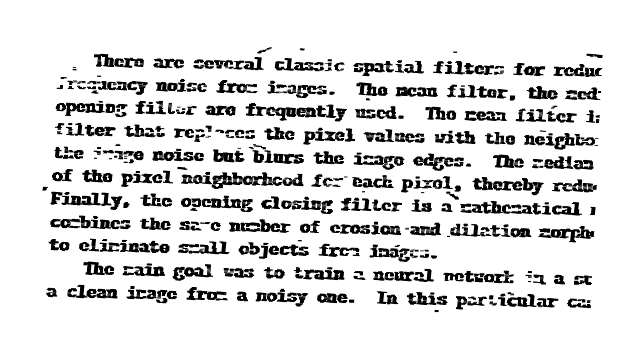 There are several classic spatial filters for reduc
frequency noise from images. The mean filter, the med
opening filter are frequently used. The mean filter i
filter that replaces the pixel values with the neighbo
the image noise but blurs the image edges. The median
of the pixel neighborhood for each pixel, thereby redu
Finally, the opening closing filter is a mathematical
combines the same number of erosion and dilation morph
to eliminate small objects from images.
The main goal was to train a neural network in a
a clean image from a noisy one. In this particular